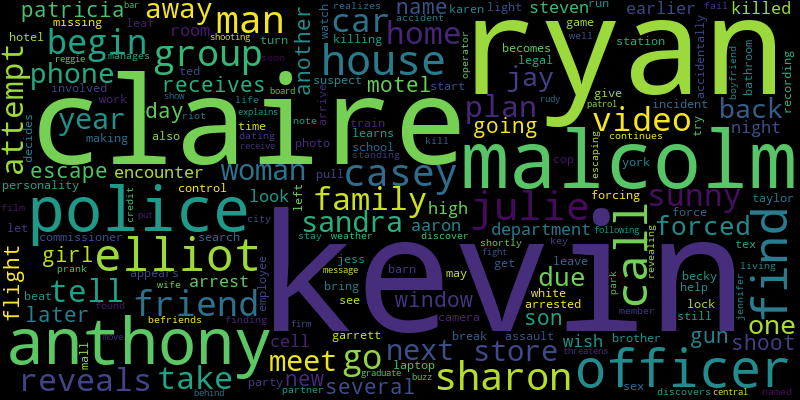 patricia
away
man
car
name
steven
run
earlier
killed
bar
missing
leaf
room
shooting
realizes
watch
karen
light
accident
fail
begin
group
another
home
ryan
hotel
manages
turn
killing
game
station
boyfriend
bathroom
recording
reggie
soon
house
operator
becomes
well
accidentally
attempt
phone
involved
ted
receives
suspect
jay
legal
rudy
work
show
board
motel
start
give
patrol
incident
claire
arrive
day
life
explains
plan
video
back
year
riot
note
train
going
try
night
decides
making
also
time
dating
learns
receive
photo
school
kill
malcolm
continues
escape
encounter
woman
standing
casey
cop
york
escaping
personality
control
look
left
pull
family
julie
forcing
sunny
taylor
film
let
police
credit
put
city
high
aaron
department
force
forced
commissioner
search
sandra
call
following
revealing
tex
find
flight
girl
elliot
stay
weather
discover
shortly
key
prank
appears
jess
message
barn
fight
get
leave
park
becky
living
tell
wife
arrest
employee
bring
may
due
help
jennifer
beat
friend
see
window
white
arrested
member
lock
one
later
found
befriends
finding
firm
camera
son
still
gun
mall
move
cell
garrett
break
assault
wish
brother
shoot
anthony
kevin
meet
go
next
store
threatens
officer
reveals
take
party
new
graduate
laptop
sharon
sex
behind
partner
several
buzz
discovers
central
named